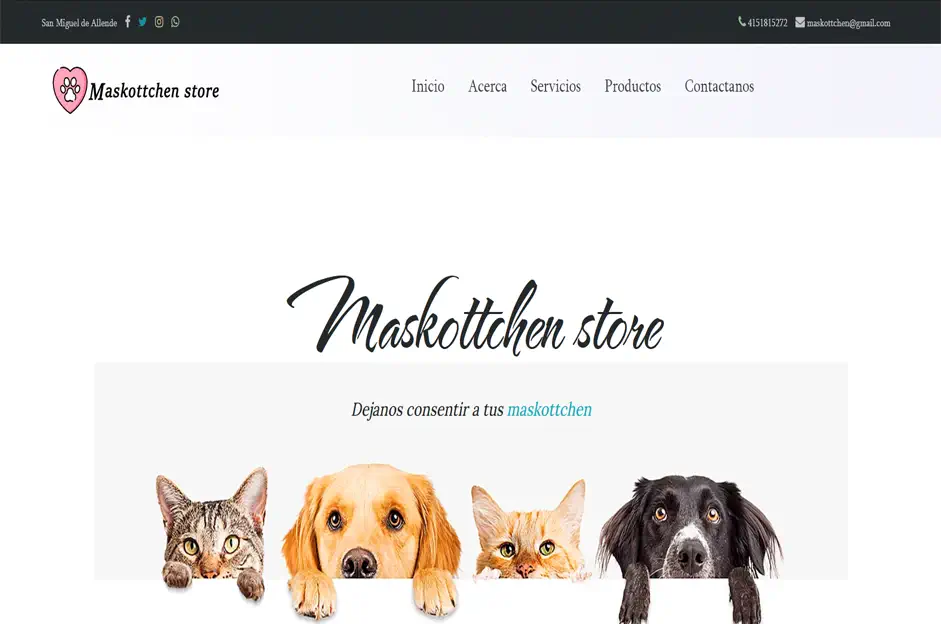 San Miguel de Allende
4151815272 maskottchen@gmail.com
Maskottchen store
Inicio Acerca Servicios Productos Contactanos
Maskottchen store
Dejanos consentir a tus maskottchen